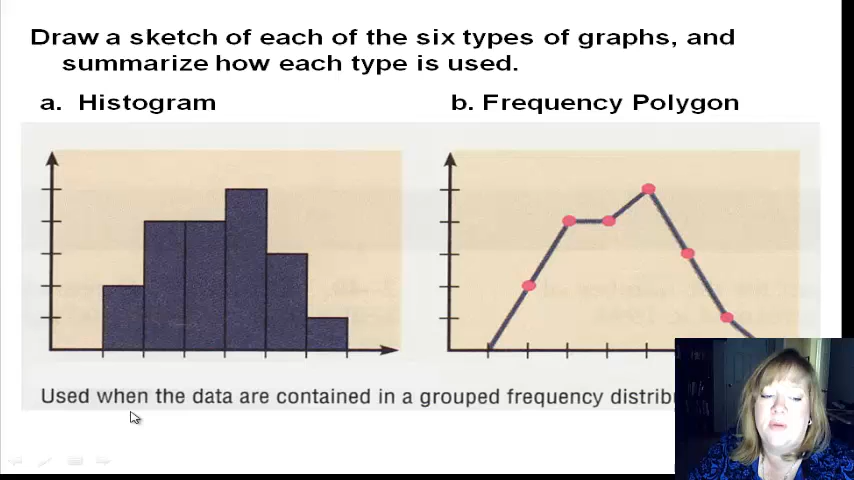 Draw a sketch of each of the six types of graphs, and
summarize how each type is used.
a. Histogram
b. Frequency Polygon
Used when the data are contained in a grouped frequency